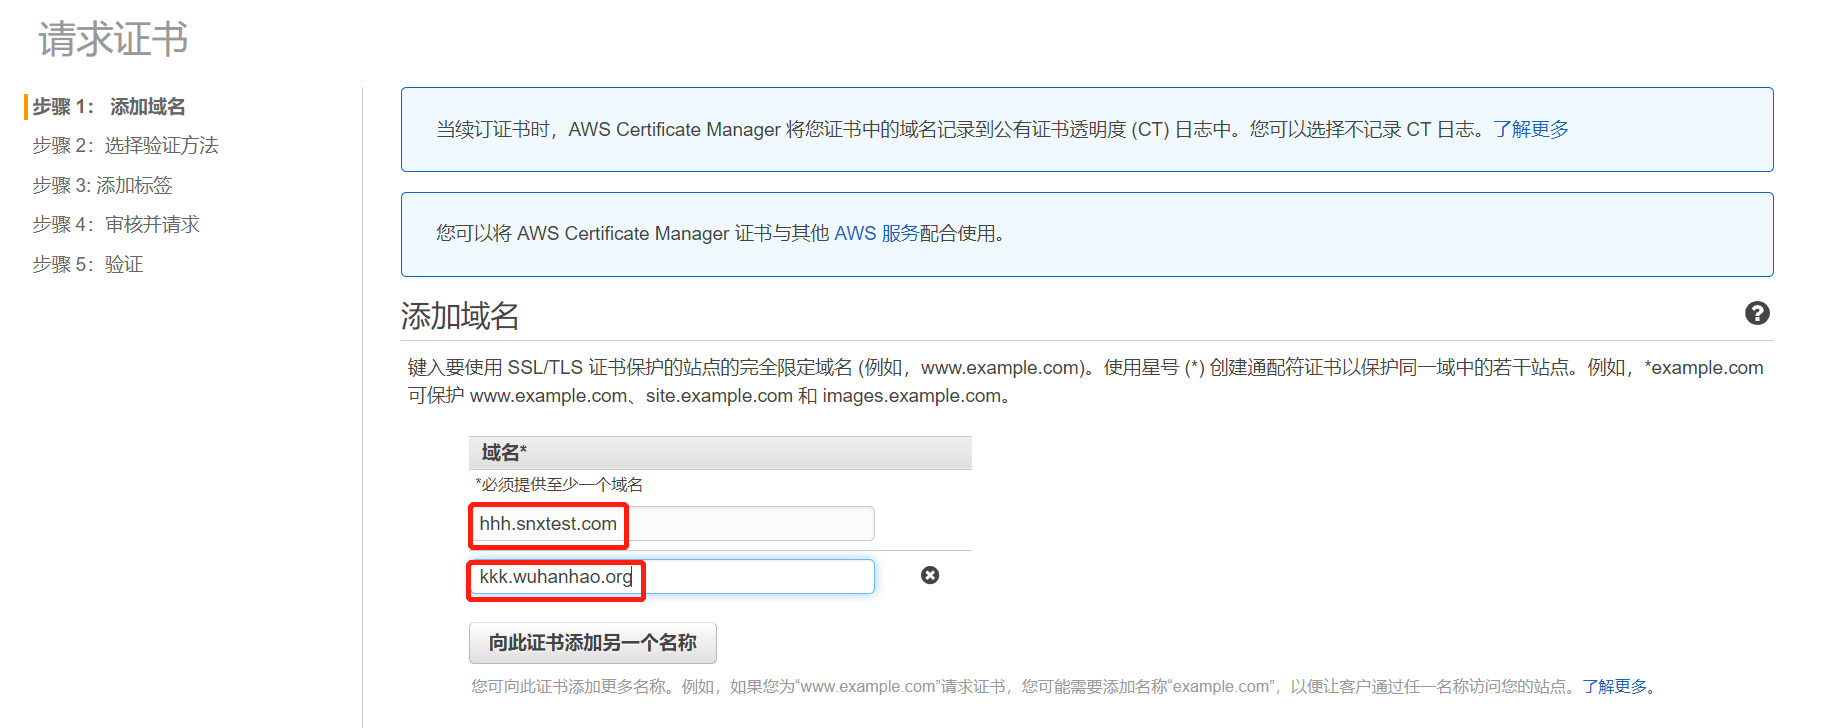 请求证书
步骤 1： 添加域名
步骤 2：选择验证方法
步骤 3: 添加标签
步骤 4：审核并请求
步骤 5：验证
当续订证书时，AWS Certificate Manager 将您证书中的域名记录到公有证书透明度 (CT) 日志中。您可以选择不记录 CT 日志。了解更多
您可以将 AWS Certificate Manager 证书与其他 AWS 服务配合使用。
添加域名
键入要使用 SSL/TLS 证书保护的站点的完全限定域名 (例如，www.example.com)。使用星号 (*) 创建通配符证书以保护同一域中的若干站点。例如，*example.com
可保护 www.example.com、site.example.com 和 images.example.com。
域名*
*必须提供至少一个域名
hhh.snxtest.com
kkk.wuhanhao.org
向此证书添加另一个名称
您可向此证书添加更多名称。例如，如果您为“www.example.com”请求证书，您可能需要添加名称“example.com”，以便让客户通过任一名称访问您的站点。了解更多。